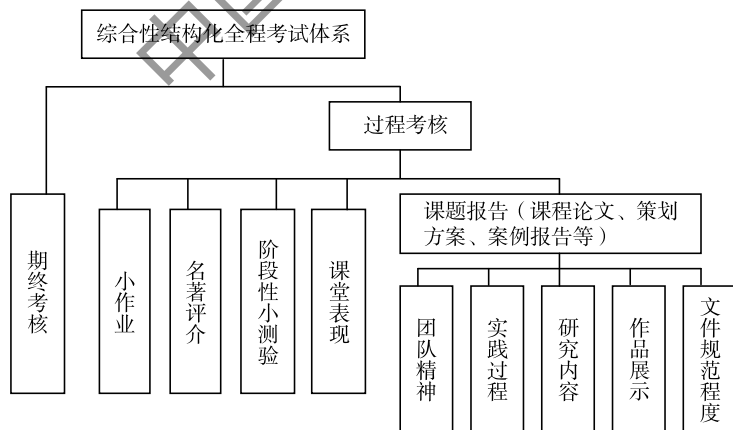 综合性结构化全程考试体系
过程考核
期终考核
小作业
名著评介
阶段性小测验
课堂表现
课题报告（课程论文、策划
方案、案例报告等）
团队精神
实践过程
研究内容
作品展示
文件规范程度